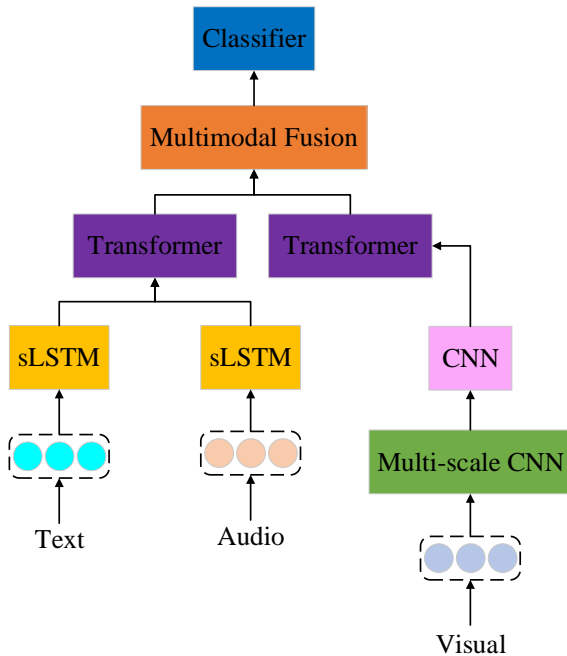 Classifier
Multimodal Fusion
Transformer
Transformer
sLSTM
sLSTM
CNN
Multi-scale CNN
Text
Audio
Visual